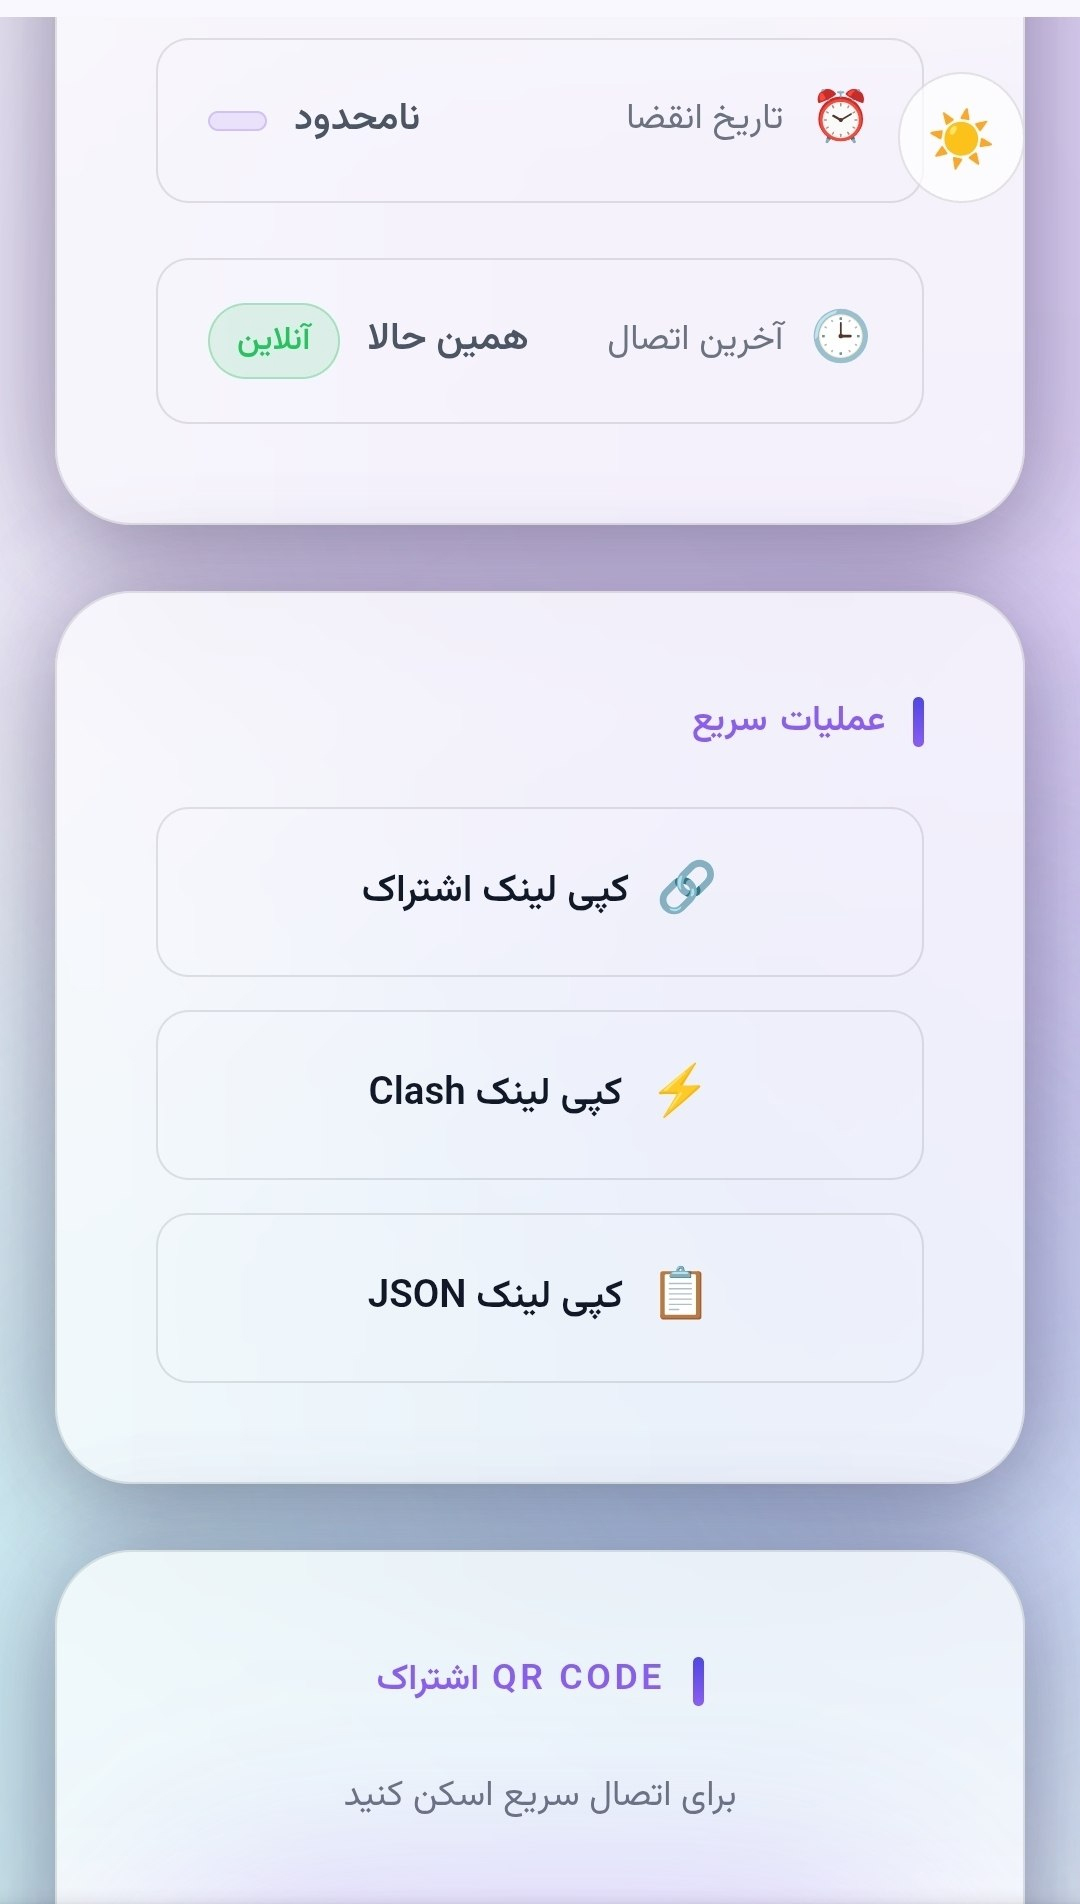 تاریخ انقضا نامحدود
آخرین اتصال همین حالا آنلاین
عملیات سریع
کپی لینک اشتراک
کپی لینک Clash
کپی لینک JSON
QR CODE اشتراک
برای اتصال سریع اسکن کنید